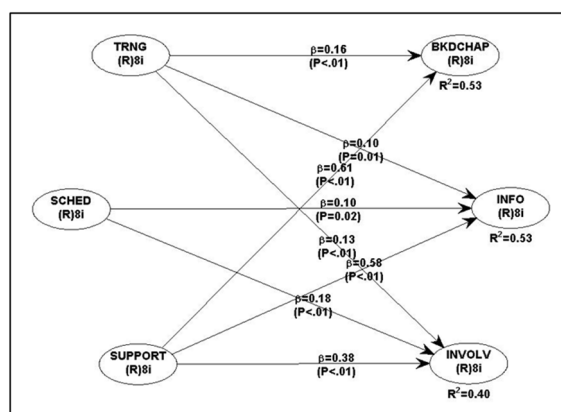 TRNG
(R)8i
β=0.16
(P<.01)
BKDCHAP
(R)8i
R²=0.53
β=0.10
(P=0.01)
β=0.61
(P<.01)
SCHED
(R)8i
β=0.10
(P=0.02)
INFO
(R)8i
R²=0.53
β=0.13
(P<.01)
β=0.58
(P<.01)
β=0.18
(P<.01)
SUPPORT
(R)8i
β=0.38
(P<.01)
INVOLV
(R)8i
R²=0.40